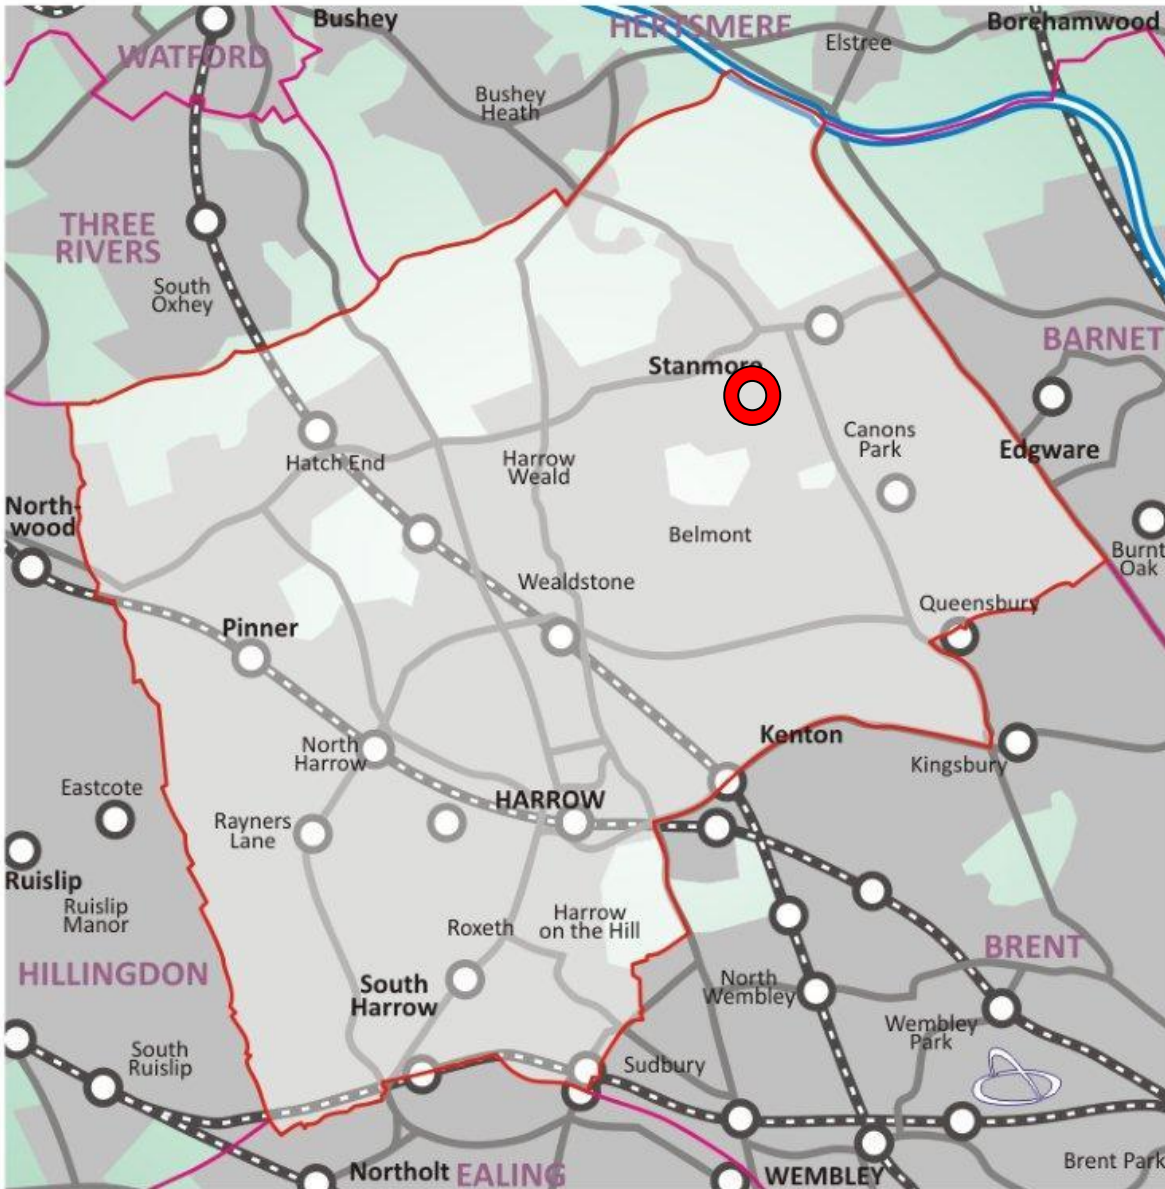 Bushey
HERTSMERE
Borehamwood
WATFORD
Elstree
Bushey
Heath
THREE
RIVERS
South
Oxhey
BARNET
Stanmore
Canons
Park
Edgware
Hatch End
Harrow
Weald
North-
wood
Belmont
Burnt
Oak
Wealdstone
Queensbury
Pinner
North
Harrow
Kenton
Kingsbury
Eastcote
HARROW
Rayners
Lane
Ruislip
Ruislip
Manor
Roxeth
Harrow
on the Hill
BRENT
HILLINGDON
South
Harrow
North
Wembley
Wembley
Park
South
Ruislip
Sudbury
Northolt
EALING
WEMBLEY
Brent Park